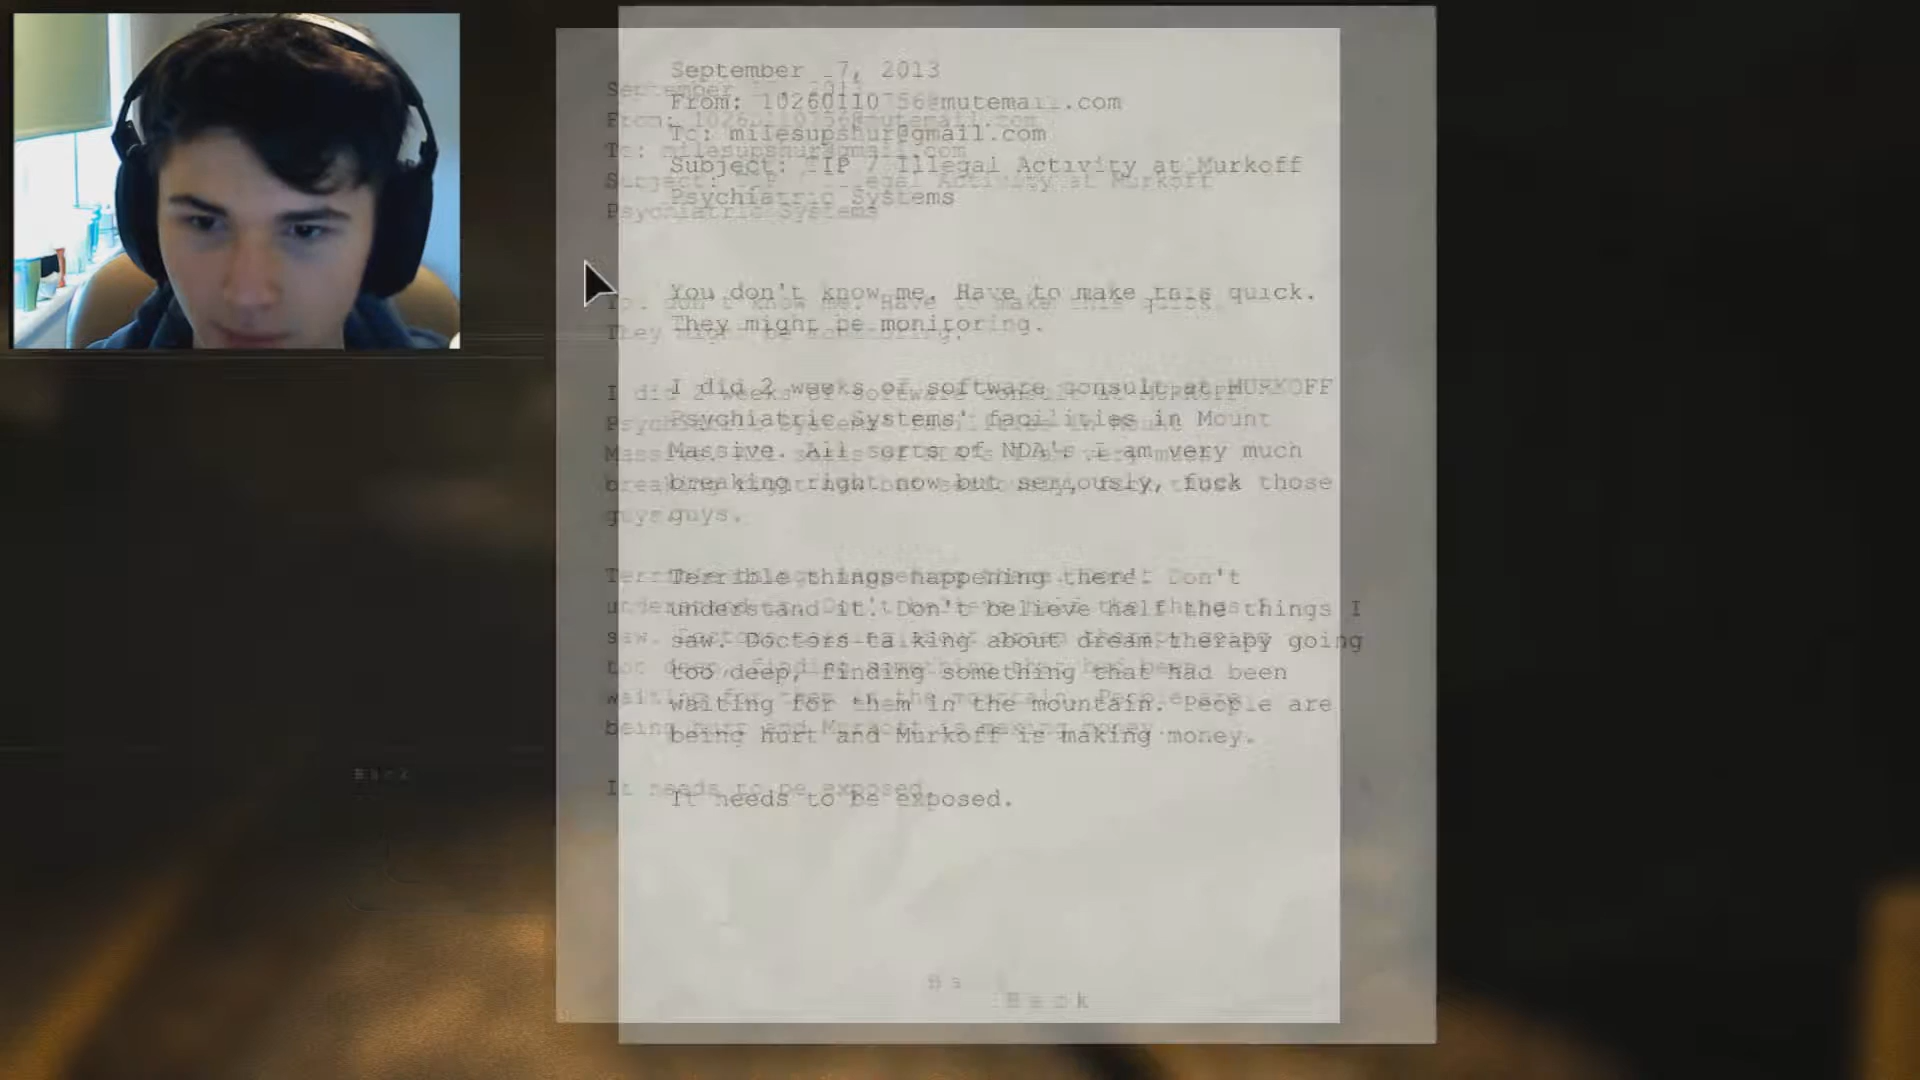 September 17, 2013
From: 10260110756@mutemail.com
To: milesupshur@gmail.com
Subject: TIP / Illegal Activity at Murkoff
Psychiatric Systems
You don't know me. Have to make this quick.
They might be monitoring.
I did 2 weeks of software consult at MURKOFF
Psychiatric Systems' facilities in Mount
Massive. All sorts of NDA's I am very much
breaking right now but seriously, fuck those
guys.
Terrible things happening there. Don't
understand it. Don't believe half the things I
saw. Doctors talking about dream therapy going
too deep, finding something that had been
waiting for them in the mountain. People are
being hurt and Murkoff is making money.
It needs to be exposed.
Back